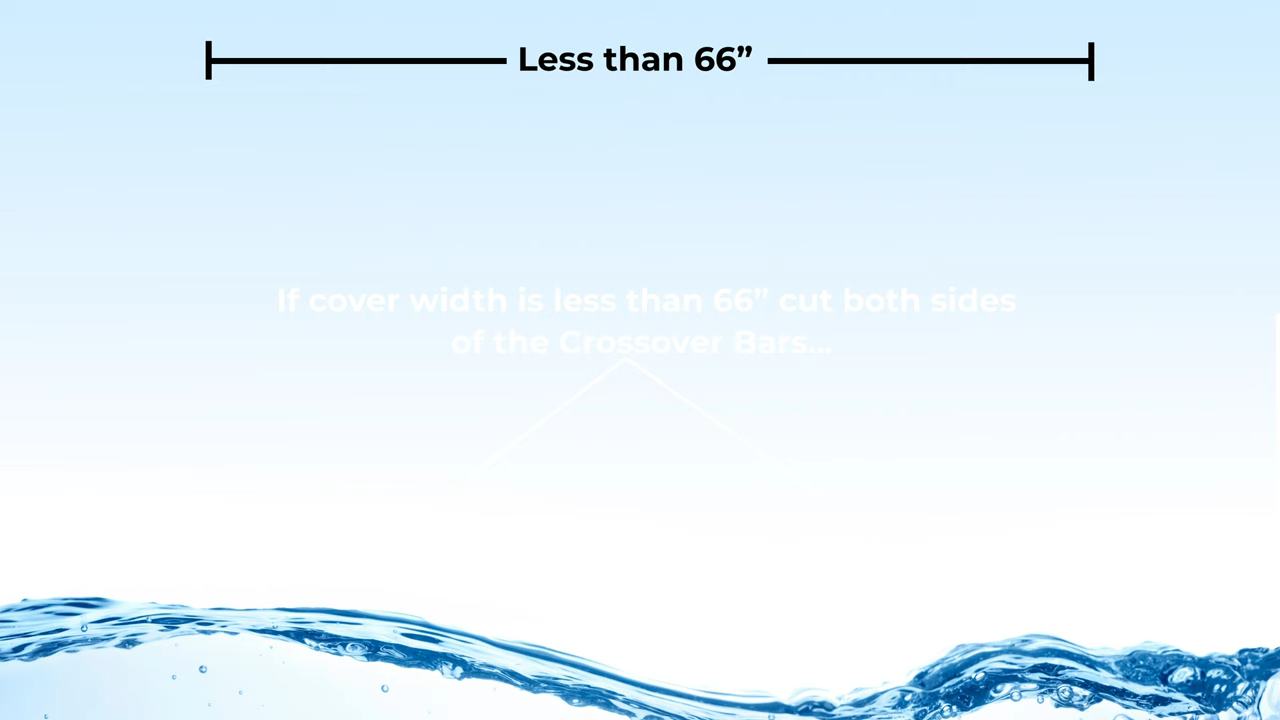 Less than 66”
If cover width is less than 66” cut both sides
of the Crossover Bars...